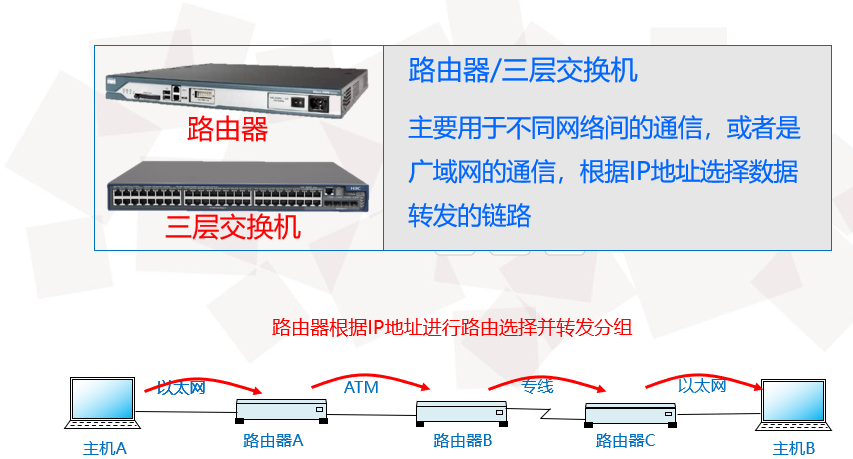 路由器/三层交换机
路由器
主要用于不同网络间的通信，或者是
广域网的通信，根据IP地址选择数据
转发的链路
H3C
三层交换机
路由器根据IP地址进行路由选择并转发分组
以太网
ATM
专线
以太网
主机A
路由器A
路由器B
路由器C
主机B